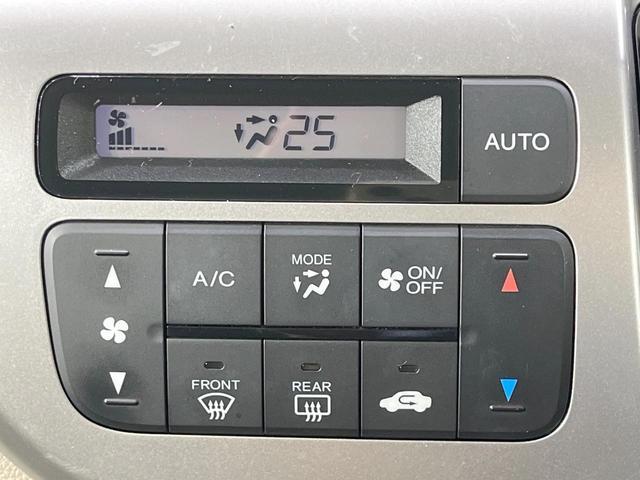 25
AUTO
A/C
MODE
ON/
OFF
FRONT
REAR